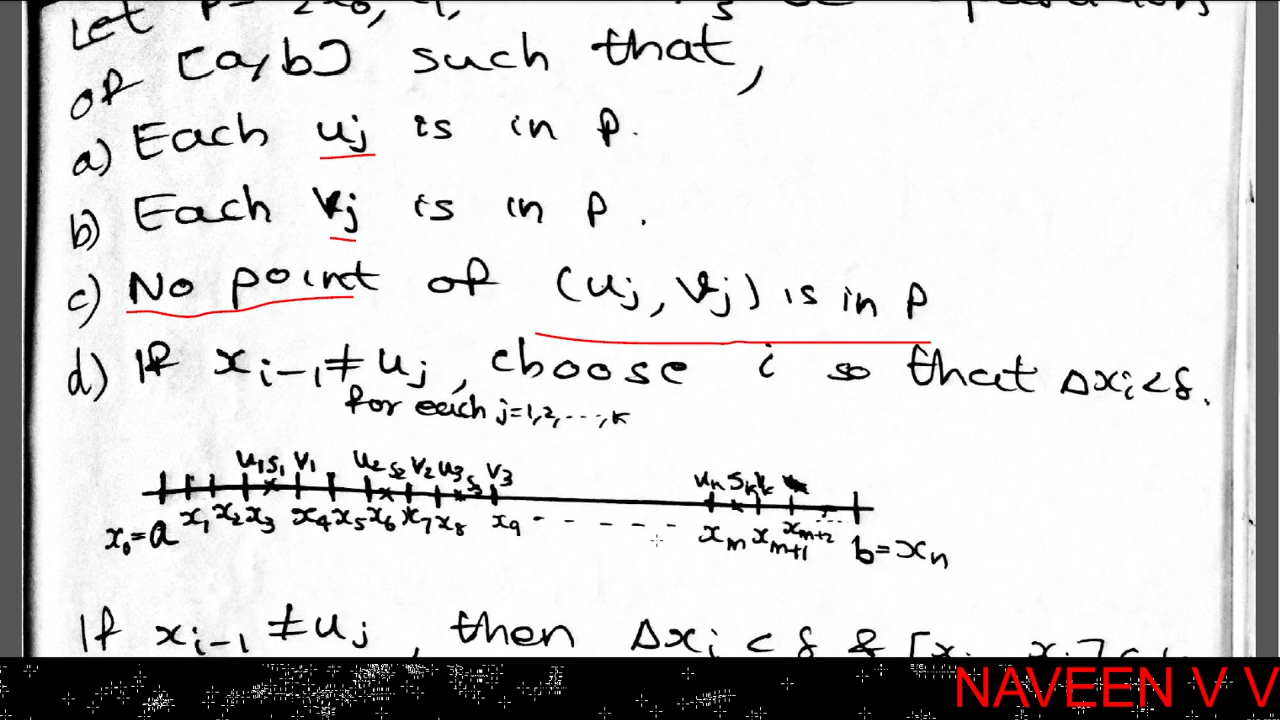 Let P=
of [a,b] such that,
a) Each uj is in P.
b) Each vj is in P.
c) No point of (uj, vj) is in P
d) If xi-1≠uj, choose i so that Δxi<δ.
for each j=1,2,...,k
u1 s1 v1 u2 s2 v2 u3 s3 v3
x0=a x1 x2 x3 x4 x5 x6 x7 x8 x9 - - - - - - xm xm+1 xm+2 ... b=xn
If xi-1≠uj, then Δxi<δ &
NAVEEN V V